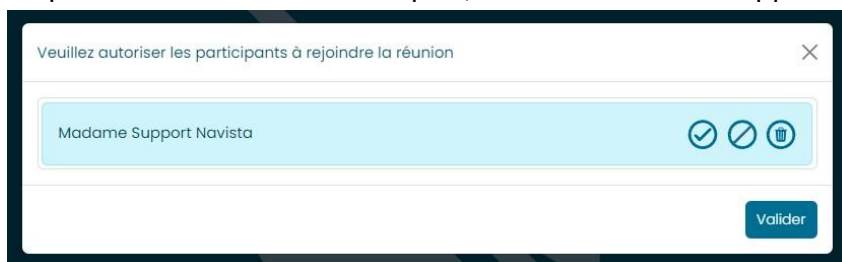 Veuillez autoriser les participants à rejoindre la réunion
Madame Support Navista
Valider